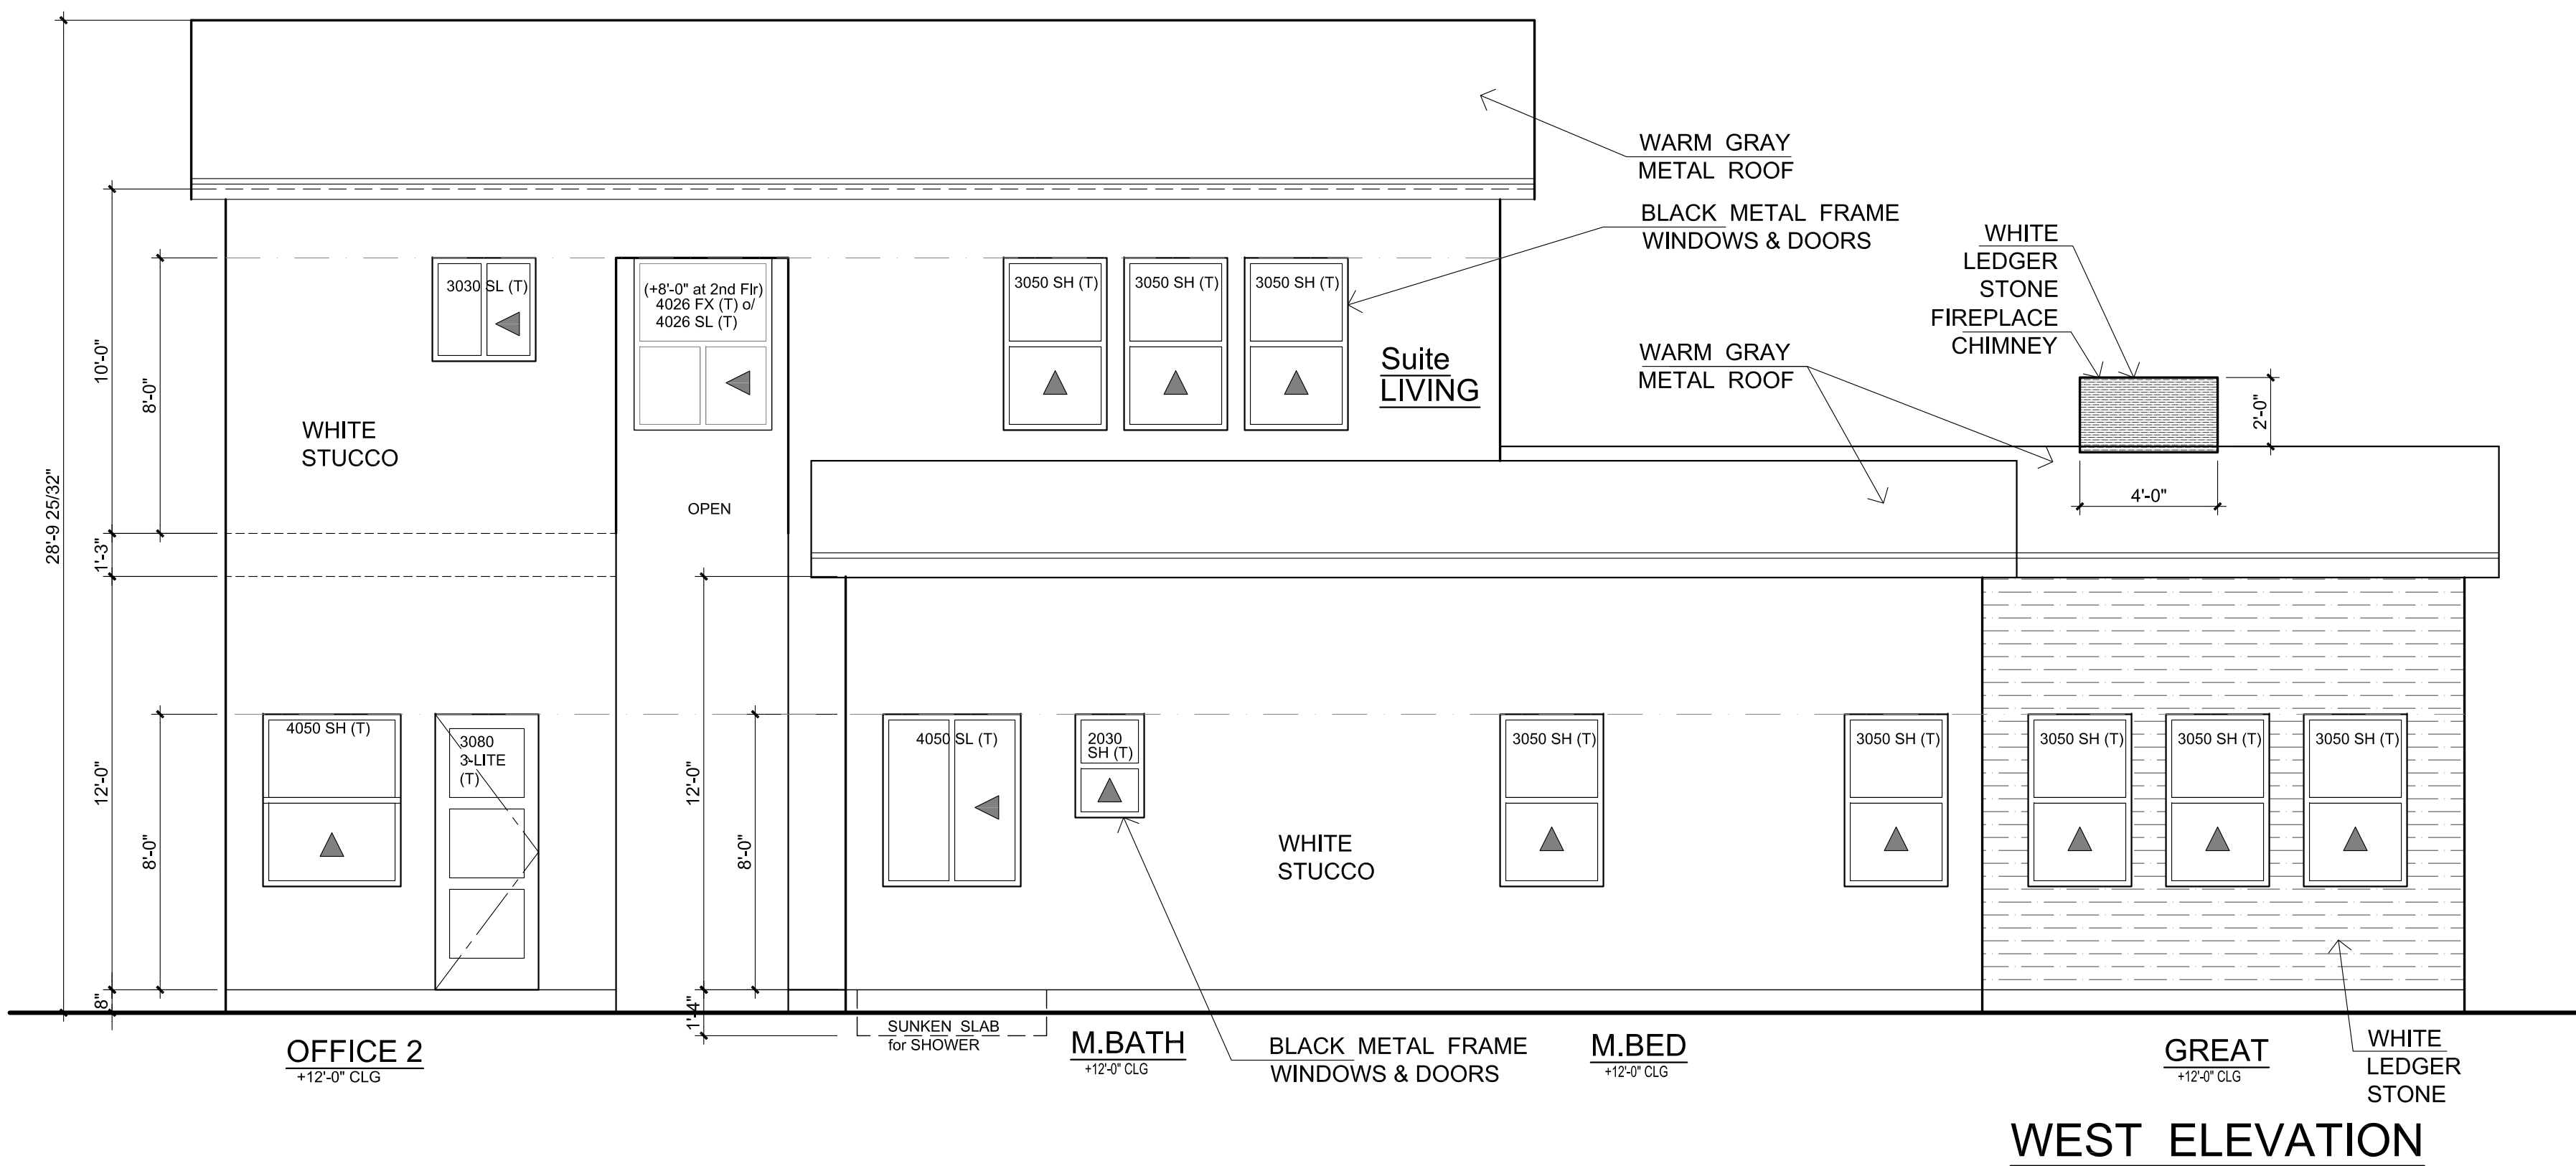 WARM GRAY
METAL ROOF
BLACK METAL FRAME
WINDOWS & DOORS
WHITE
LEDGER
STONE
FIREPLACE
CHIMNEY
3030 SL (T)
(+8'-0" at 2nd Flr)
4026 FX (T) o/
4026 SL (T)
3050 SH (T)
3050 SH (T)
3050 SH (T)
Suite
LIVING
WARM GRAY
METAL ROOF
28'-9 25/32"
10'-0"
8'-0"
1'-3"
WHITE
STUCCO
OPEN
2'-0"
4'-0"
12'-0"
8'-0"
8"
4050 SH (T)
3080
3-LITE
(T)
12'-0"
8'-0"
1'-4"
4050 SL (T)
2030
SH (T)
3050 SH (T)
3050 SH (T)
3050 SH (T)
3050 SH (T)
3050 SH (T)
WHITE
STUCCO
SUNKEN SLAB
for SHOWER
OFFICE 2
+12'-0" CLG
M.BATH
+12'-0" CLG
BLACK METAL FRAME
WINDOWS & DOORS
M.BED
+12'-0" CLG
GREAT
+12'-0" CLG
WHITE
LEDGER
STONE
WEST ELEVATION